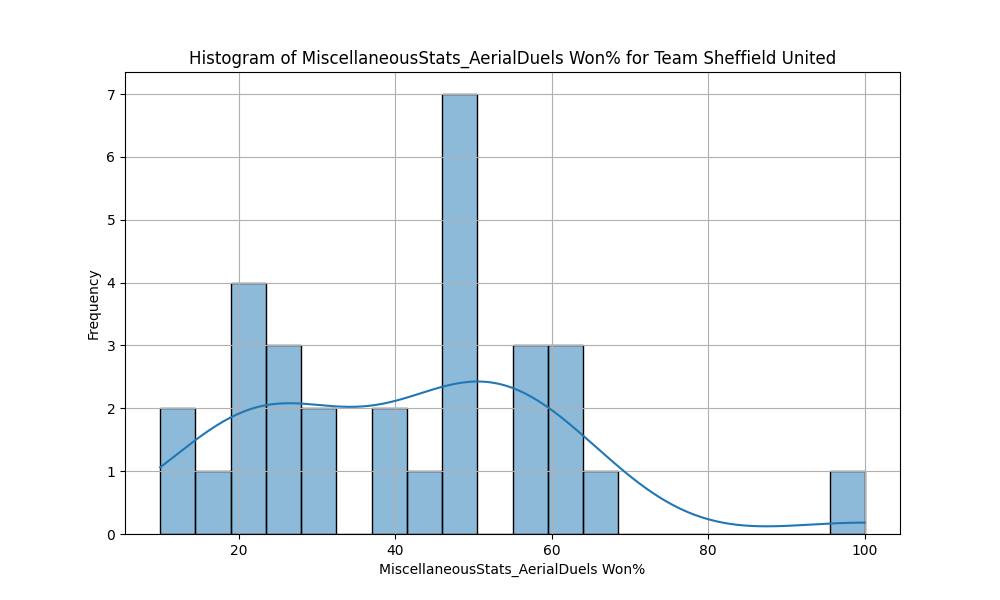 Histogram of MiscellaneousStats_AerialDuels Won% for Team Sheffield United
7
6
5
4
3
2
1
0
Frequency
20 40 60 80 100
MiscellaneousStats_AerialDuels Won%